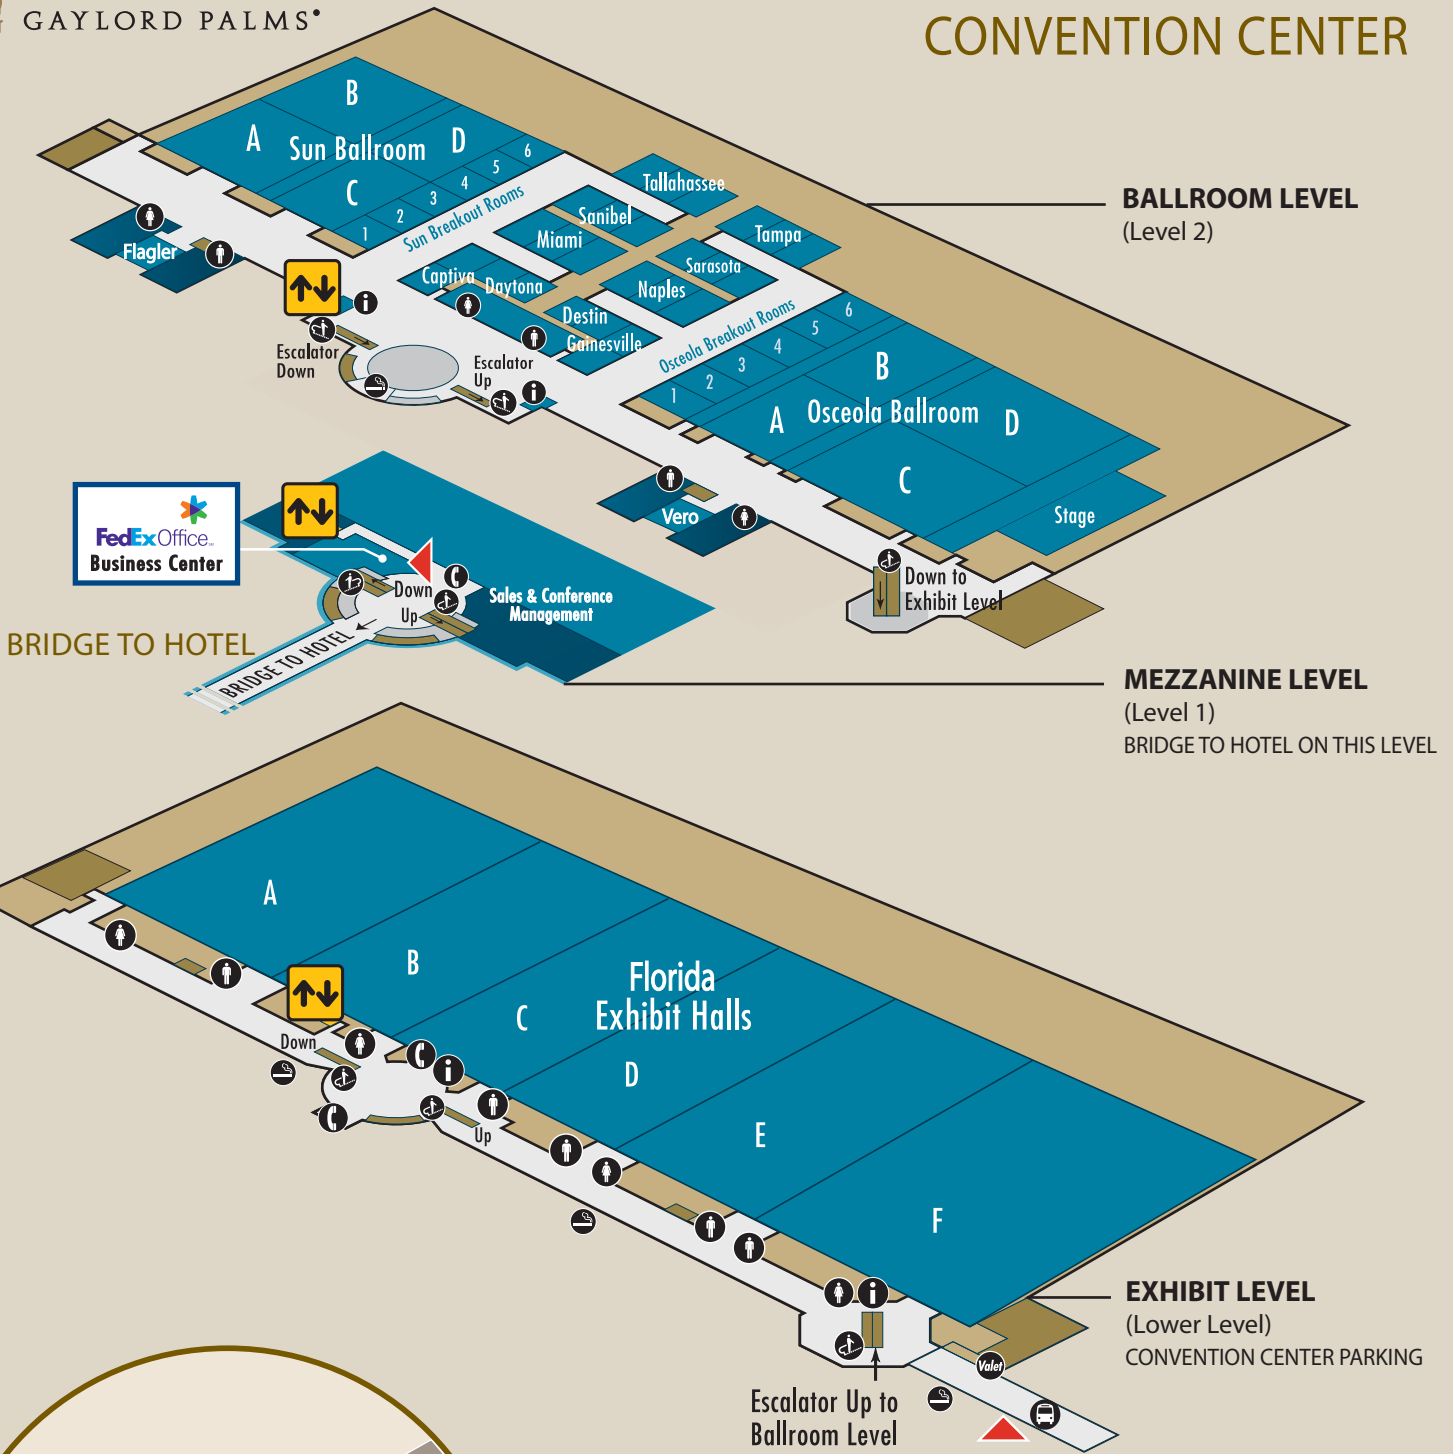 GAYLORD PALMS
CONVENTION CENTER
B
A
Sun Ballroom
D
C
1
2
3
4
5
6
Sun Breakout Rooms
Tallahassee
Sanibel
Miami
Tampa
Sarasota
Naples
Captiva
Daytona
Destin
Gainesville
Flagler
i
Escalator
Down
Escalator
Up
i
Osceola Breakout Rooms
1
2
3
4
5
6
B
A
Osceola Ballroom
D
C
Stage
Vero
Down to
Exhibit Level
BALLROOM LEVEL
(Level 2)
FedEx Office
Business Center
Down
Up
Sales & Conference
Management
BRIDGE TO HOTEL
BRIDGE TO HOTEL
MEZZANINE LEVEL
(Level 1)
BRIDGE TO HOTEL ON THIS LEVEL
A
B
C
Florida
Exhibit Halls
D
E
F
Down
i
Up
i
Valet
Escalator Up to
Ballroom Level
EXHIBIT LEVEL
(Lower Level)
CONVENTION CENTER PARKING